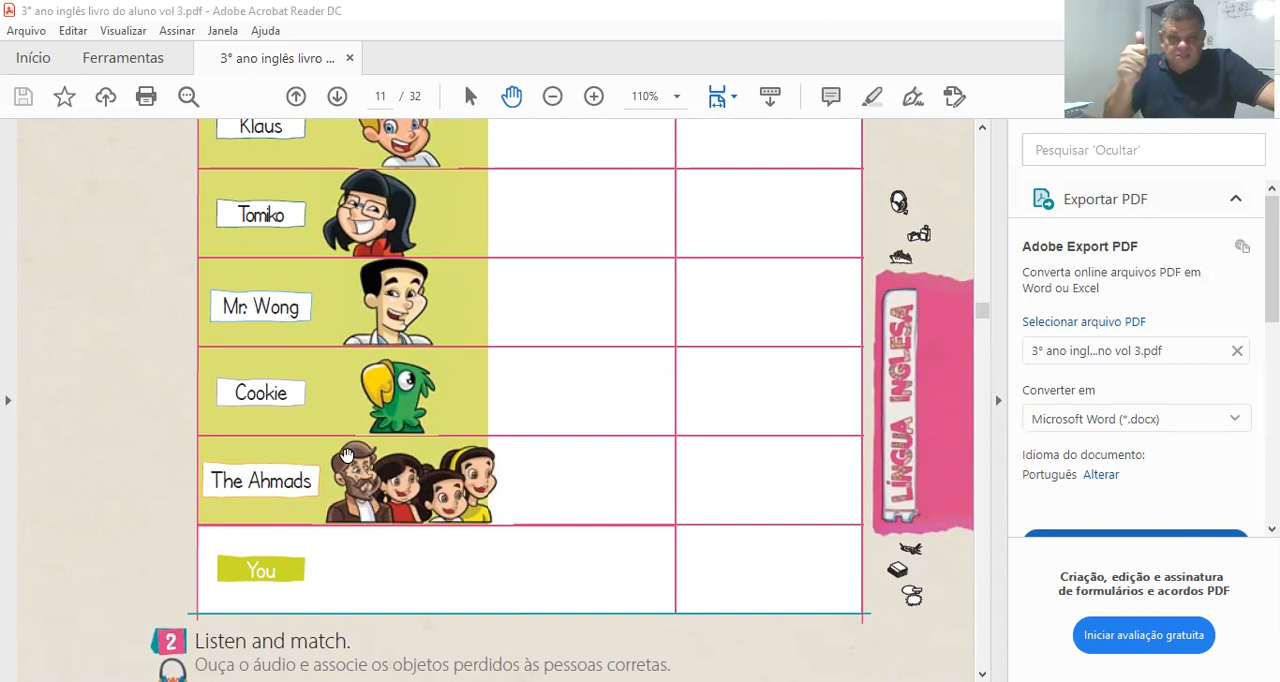 3° ano inglês livro do aluno vol 3.pdf - Adobe Acrobat Reader DC
Arquivo Editar Visualizar Assinar Janela Ajuda
Início Ferramentas 3° ano inglês livro ... ×
11 / 32 110%
Klaus
Tomiko
Mr. Wong
Cookie
The Ahmads
You
2 Listen and match.
Ouça o áudio e associe os objetos perdidos às pessoas corretas.
LÍNGUA INGLESA
Pesquisar 'Ocultar'
Exportar PDF
Adobe Export PDF
Converta online arquivos PDF em
Word ou Excel
Selecionar arquivo PDF
3° ano ingl...no vol 3.pdf
Converter em
Microsoft Word (*.docx)
Idioma do documento:
Português Alterar
Criação, edição e assinatura
de formulários e acordos PDF
Iniciar avaliação gratuita